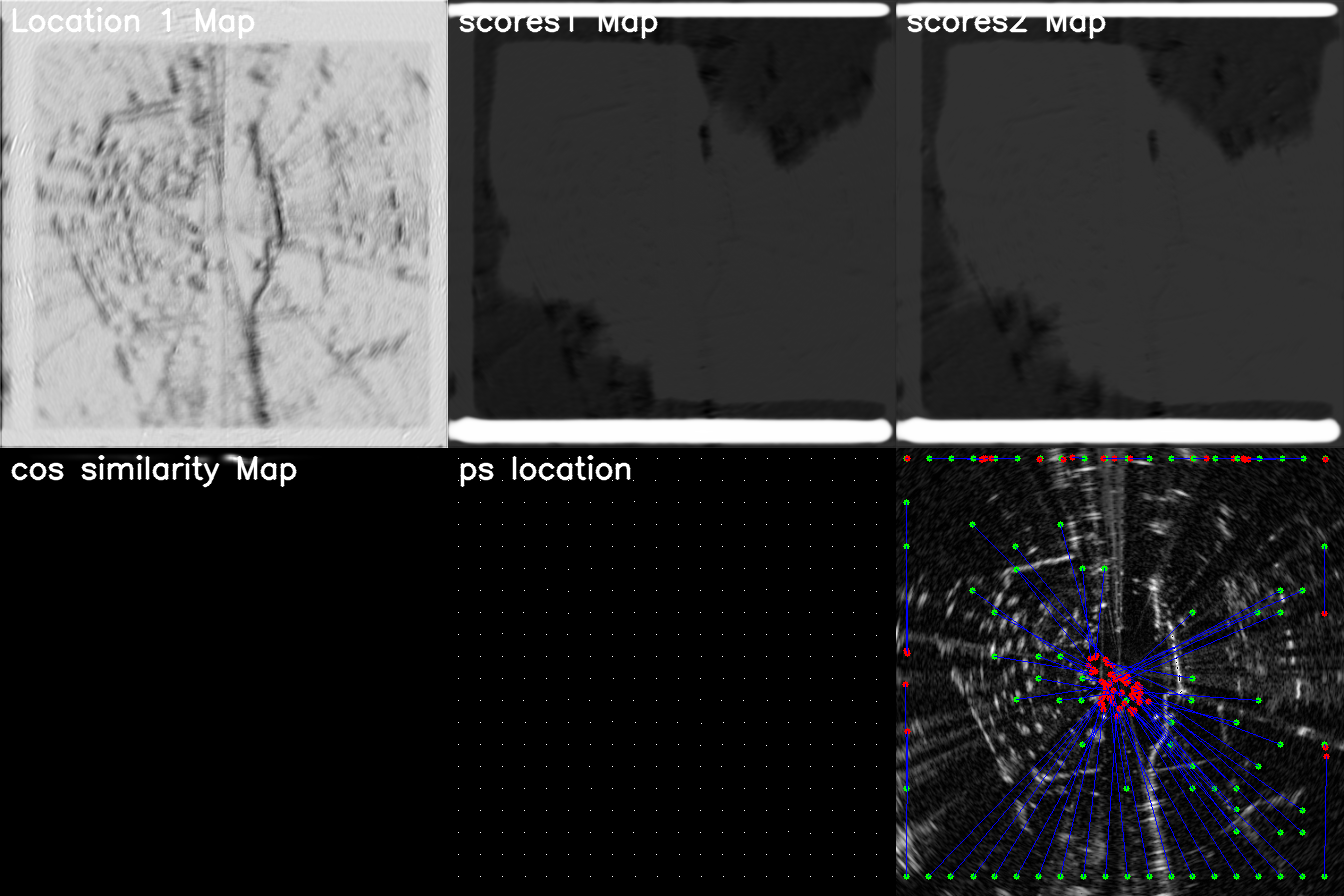 Location 1 Map
scores1 Map
scores2 Map
cos similarity Map
ps location